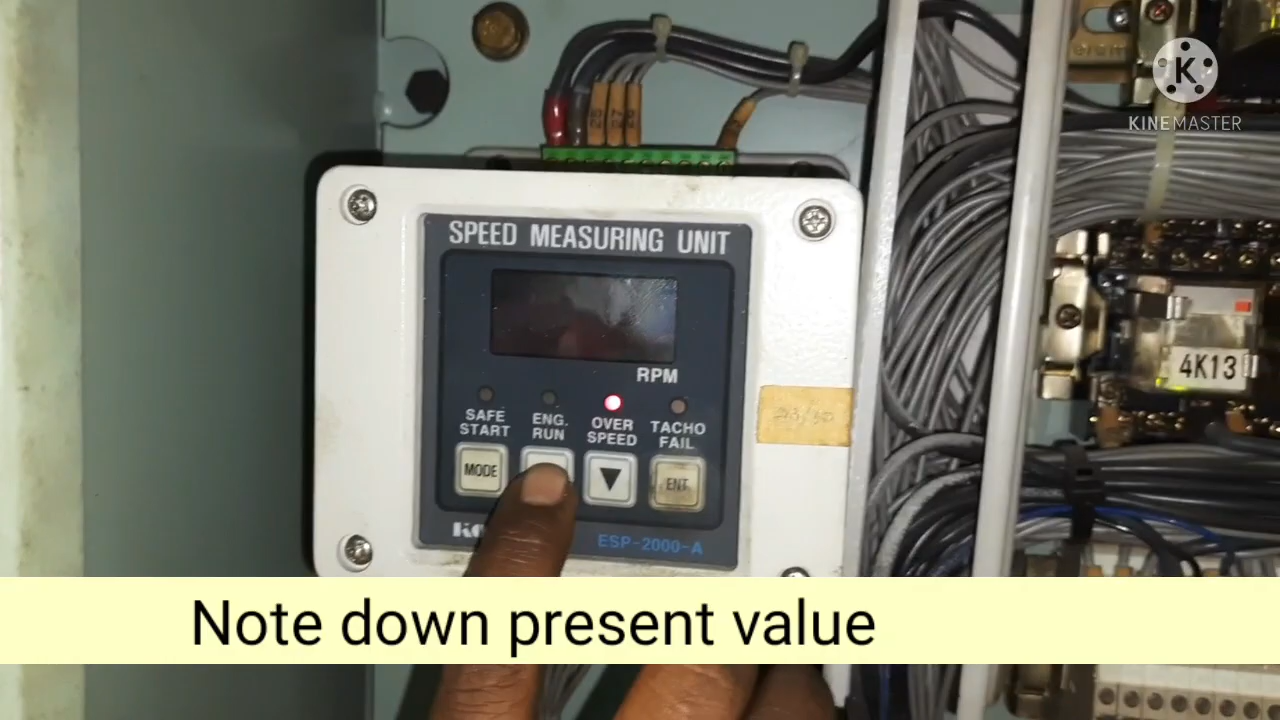 K
KINEMASTER
SPEED MEASURING UNIT
RPM
SAFE START
ENG. RUN
OVER SPEED
TACHO FAIL
MODE
▼
ENT
ESP-2000-A
4K13
Note down present value